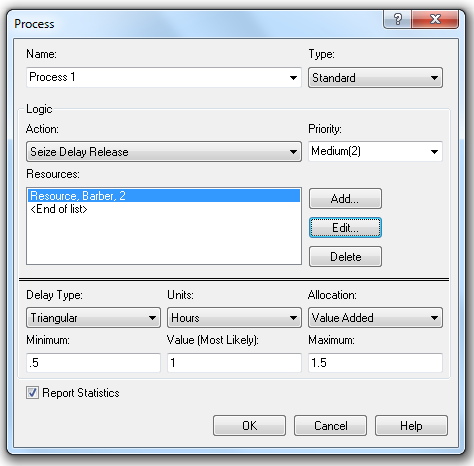 Process
?
Name: Type:
Process 1 Standard
Logic
Action: Priority:
Seize Delay Release Medium(2)
Resources:
Resource, Barber, 2 Add...
<End of list>
Edit...
Delete
Delay Type: Units: Allocation:
Triangular Hours Value Added
Minimum: Value (Most Likely): Maximum:
.5 1 1.5
Report Statistics
OK Cancel Help